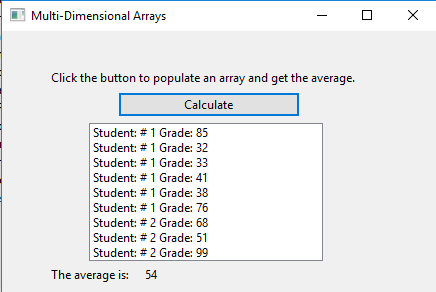 Multi-Dimensional Arrays
Click the button to populate an array and get the average.
Calculate
Student: # 1 Grade: 85
Student: # 1 Grade: 32
Student: # 1 Grade: 33
Student: # 1 Grade: 41
Student: # 1 Grade: 38
Student: # 1 Grade: 76
Student: # 2 Grade: 68
Student: # 2 Grade: 51
Student: # 2 Grade: 99
The average is: 54